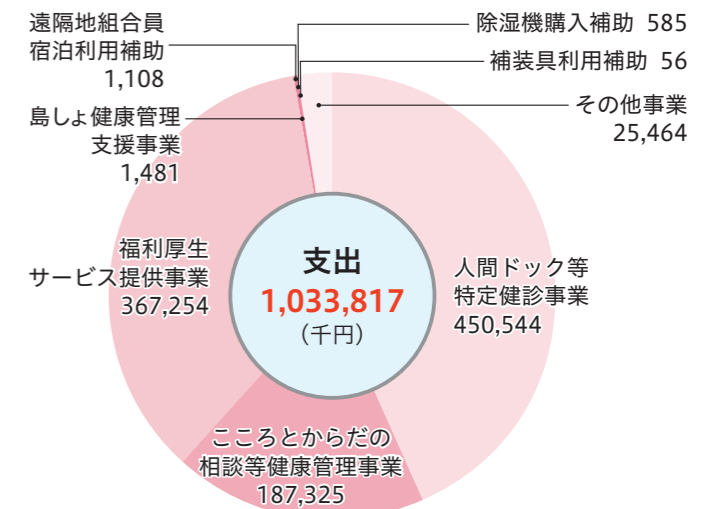 遠隔地組合員
宿泊利用補助
1,108
除湿機購入補助 585
補装具利用補助 56
その他事業
25,464
島しょ健康管理
支援事業
1,481
福利厚生
サービス提供事業
367,254
支出
1,033,817
（千円）
人間ドック等
特定健診事業
450,544
こころとからだの
相談等健康管理事業
187,325